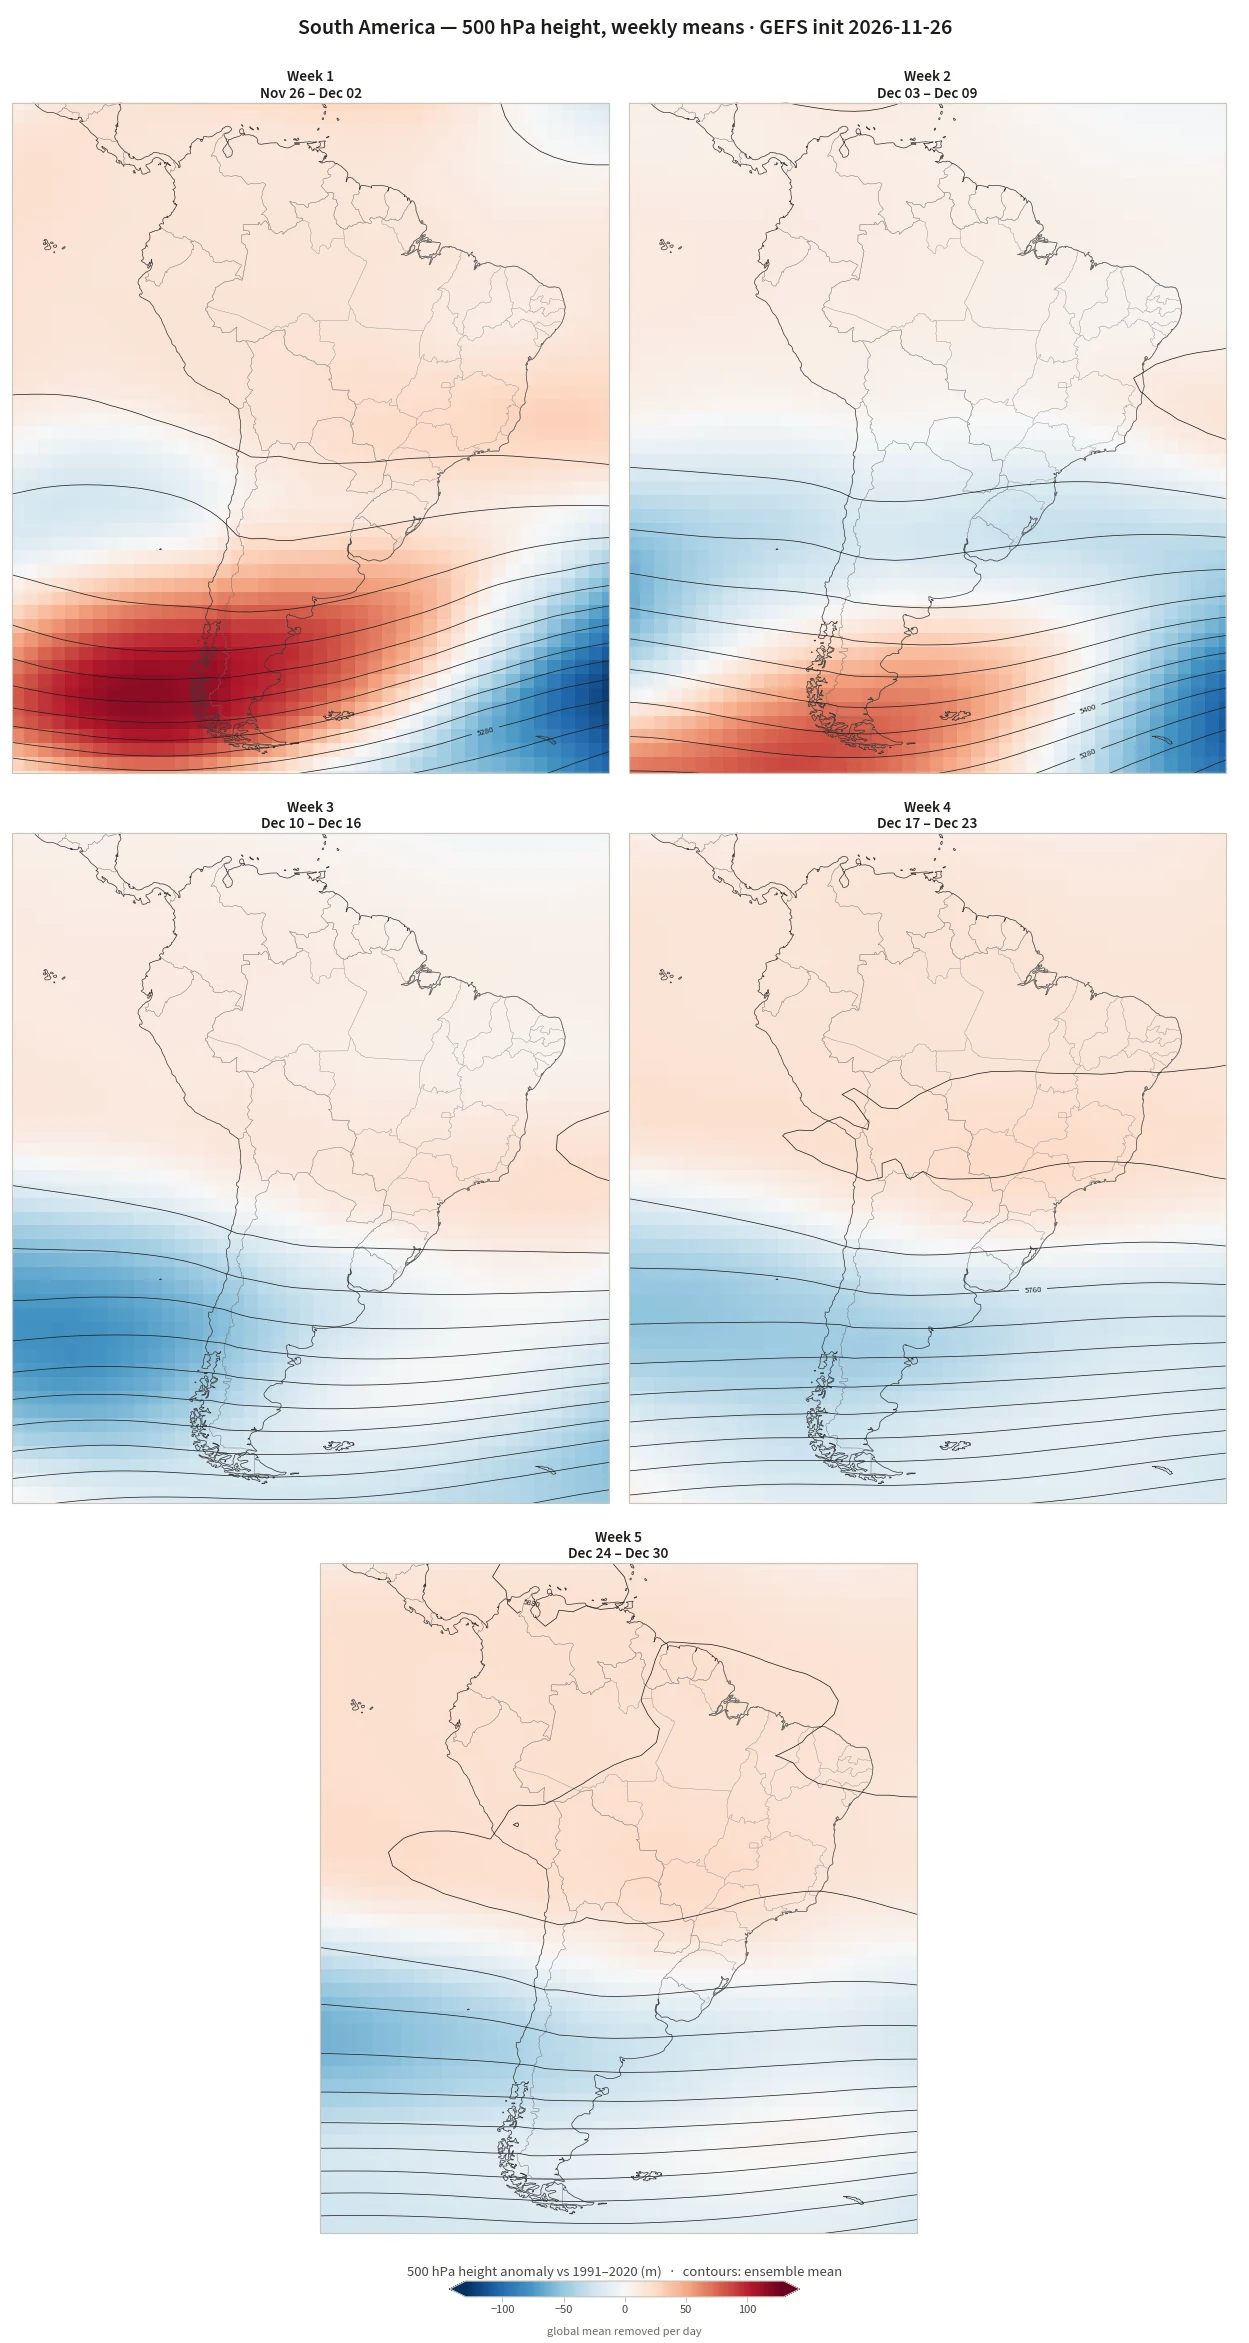 South America — 500 hPa height, weekly means · GEFS init 2026-11-26
Week 1
Nov 26 – Dec 02
Week 2
Dec 03 – Dec 09
5280
5400
5280
Week 3
Dec 10 – Dec 16
Week 4
Dec 17 – Dec 23
5760
Week 5
Dec 24 – Dec 30
500 hPa height anomaly vs 1991–2020 (m) · contours: ensemble mean
−100 −50 0 50 100
global mean removed per day